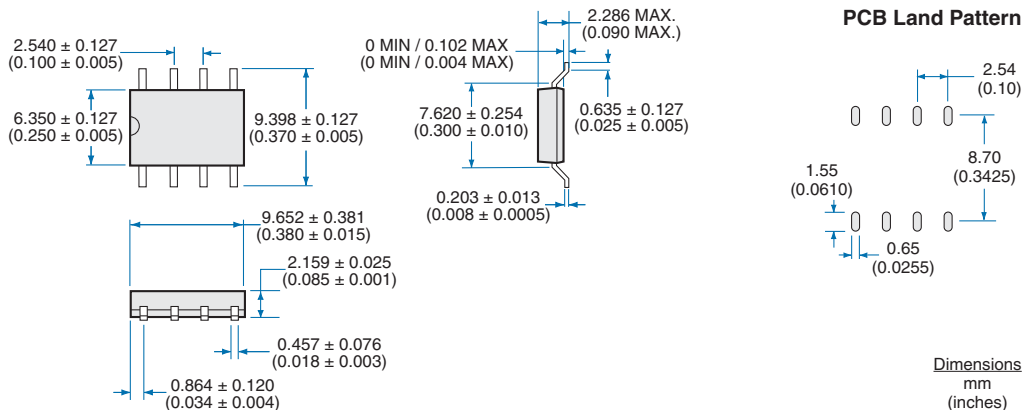 2.540 ± 0.127
(0.100 ± 0.005)
6.350 ± 0.127
(0.250 ± 0.005)
9.398 ± 0.127
(0.370 ± 0.005)
9.652 ± 0.381
(0.380 ± 0.015)
2.159 ± 0.025
(0.085 ± 0.001)
0.457 ± 0.076
(0.018 ± 0.003)
0.864 ± 0.120
(0.034 ± 0.004)
2.286 MAX.
(0.090 MAX.)
0 MIN / 0.102 MAX
(0 MIN / 0.004 MAX)
7.620 ± 0.254
(0.300 ± 0.010)
0.635 ± 0.127
(0.025 ± 0.005)
0.203 ± 0.013
(0.008 ± 0.0005)
PCB Land Pattern
2.54
(0.10)
8.70
(0.3425)
1.55
(0.0610)
0.65
(0.0255)
Dimensions
mm
(inches)